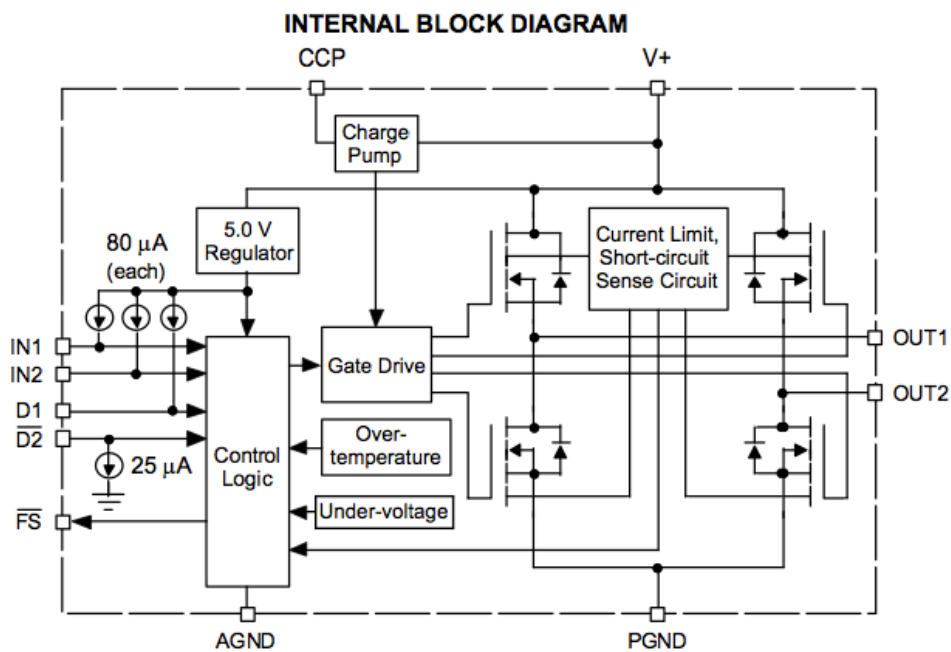 INTERNAL BLOCK DIAGRAM
CCP
V+
Charge
Pump
5.0 V
Regulator
80 μA
(each)
Current Limit,
Short-circuit
Sense Circuit
IN1
IN2
D1
D2̅
FS̅
25 μA
Control
Logic
Gate Drive
Over-
temperature
Under-voltage
OUT1
OUT2
AGND
PGND